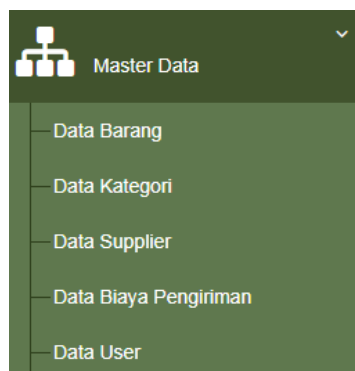 Master Data
Data Barang
Data Kategori
Data Supplier
Data Biaya Pengiriman
Data User